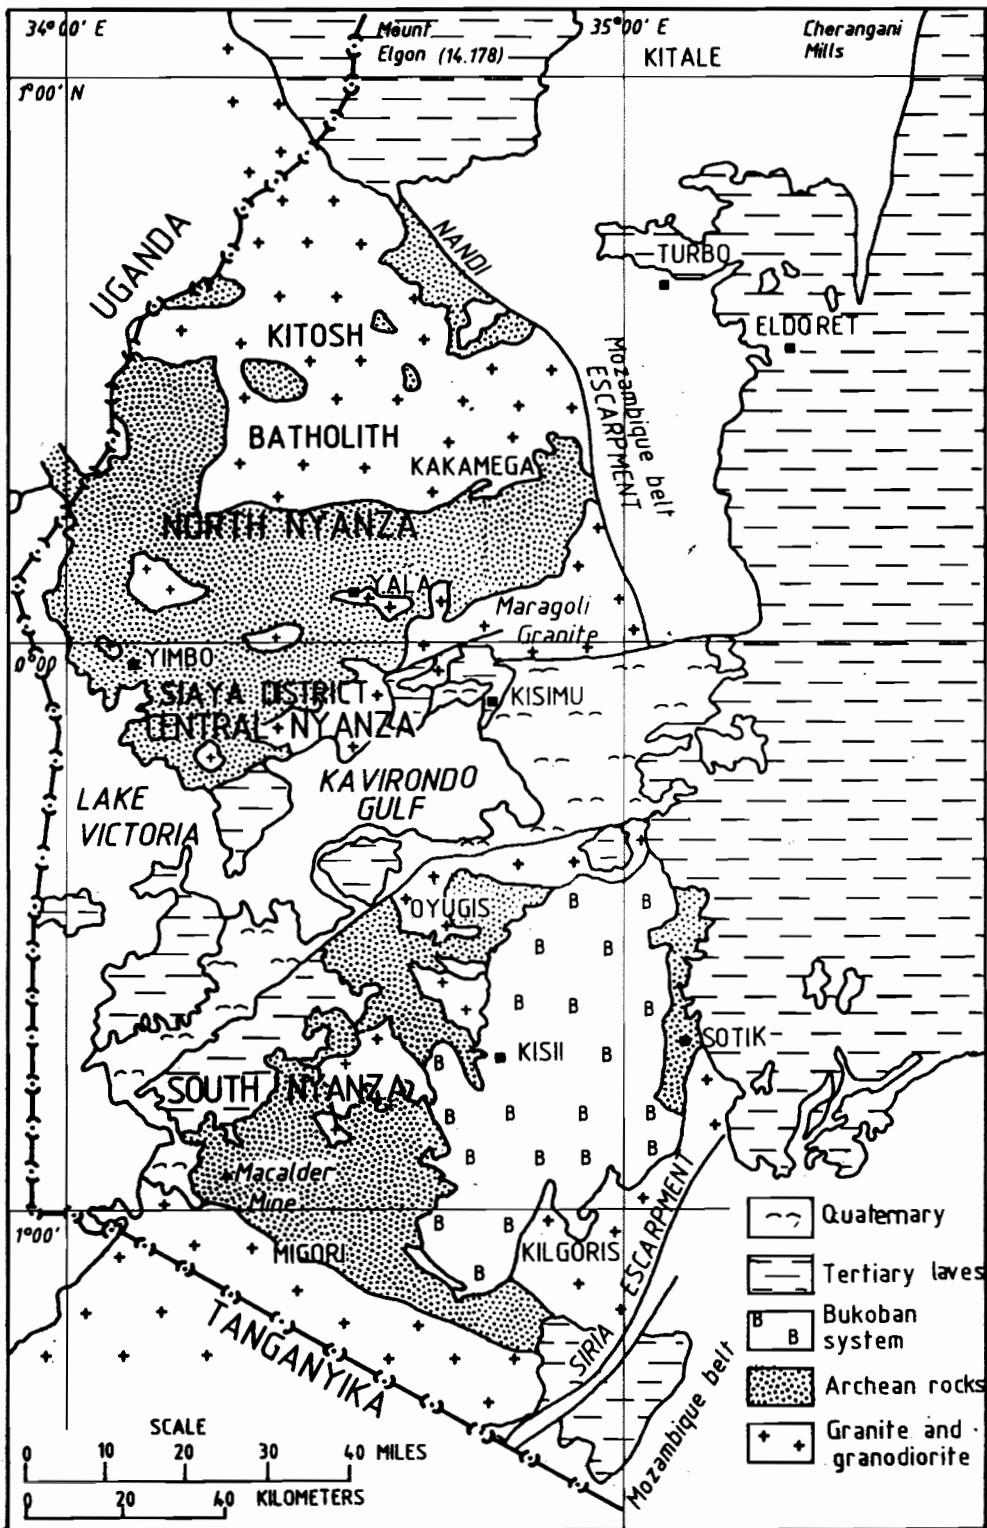 34° 00' E
Mount
Elgon (14.178)
35° 00' E
KITALE
Cherangani
Mills
1° 00' N
UGANDA
NANDI
TURBO
ELDORET
KITOSH
BATHOLITH
Mozambique belt
ESCARPMENT
KAKAMEGA
NORTH NYANZA
YALA
Maragoli
Granite
0°00
YIMBO
SIAYA DISTRICT
CENTRAL NYANZA
KISIMU
KAVIRONDO
GULF
LAKE
VICTORIA
OYUGIS
B B
B B
B B B
KISII
B
B
SOTIK
SOUTH NYANZA
B B B B
B B B B
Macalder
Mine
1°00'
B B
MIGORI
KILGORIS
B
SIRIA
ESCARPMENT
TANGANYIKA
Mozambique belt
Quaternary
Tertiary laves
B B
Bukoban
system
Archean rocks
Granite and
granodiorite
SCALE
0 10 20 30 40 MILES
0 20 40 KILOMETERS